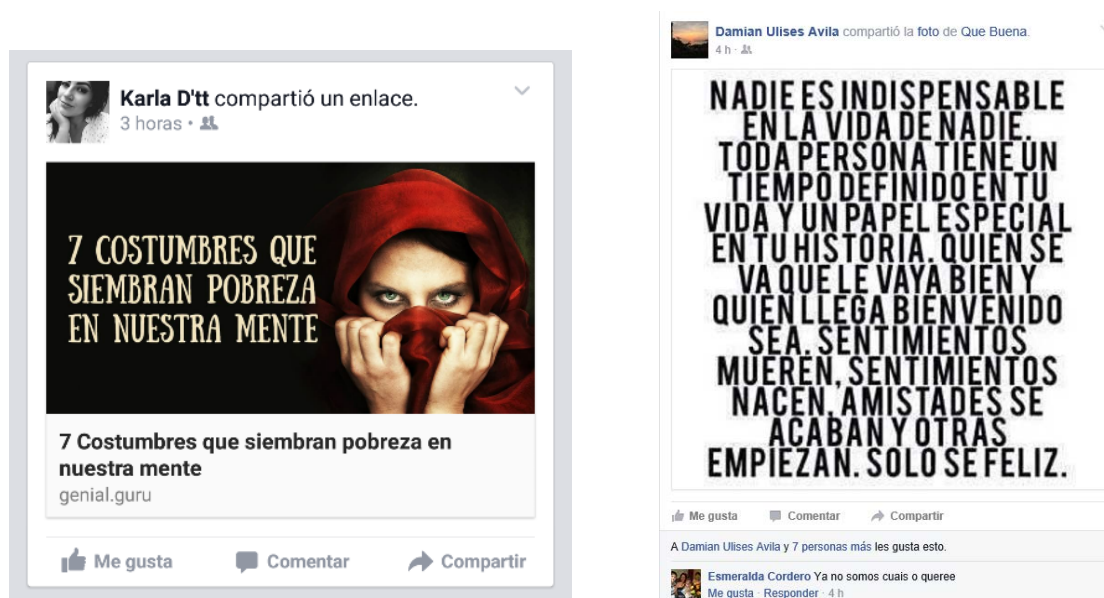 Karla D'tt compartió un enlace.
3 horas
7 COSTUMBRES QUE
SIEMBRAN POBREZA
EN NUESTRA MENTE
7 Costumbres que siembran pobreza en
nuestra mente
genial.guru
Me gusta Comentar Compartir
Damian Ulises Avila compartió la foto de Que Buena.
4 h
NADIE ES INDISPENSABLE
EN LA VIDA DE NADIE.
TODA PERSONA TIENE UN
TIEMPO DEFINIDO EN TU
VIDA Y UN PAPEL ESPECIAL
EN TU HISTORIA. QUIEN SE
VA QUE LE VAYA BIEN Y
QUIEN LLEGA BIENVENIDO
SEA. SENTIMIENTOS
MUEREN, SENTIMIENTOS
NACEN, AMISTADES SE
ACABAN Y OTRAS
EMPIEZAN. SOLO SE FELIZ.
Me gusta Comentar Compartir
A Damian Ulises Avila y 7 personas más les gusta esto.
Esmeralda Cordero Ya no somos cuais o queree
Me gusta · Responder · 4 h